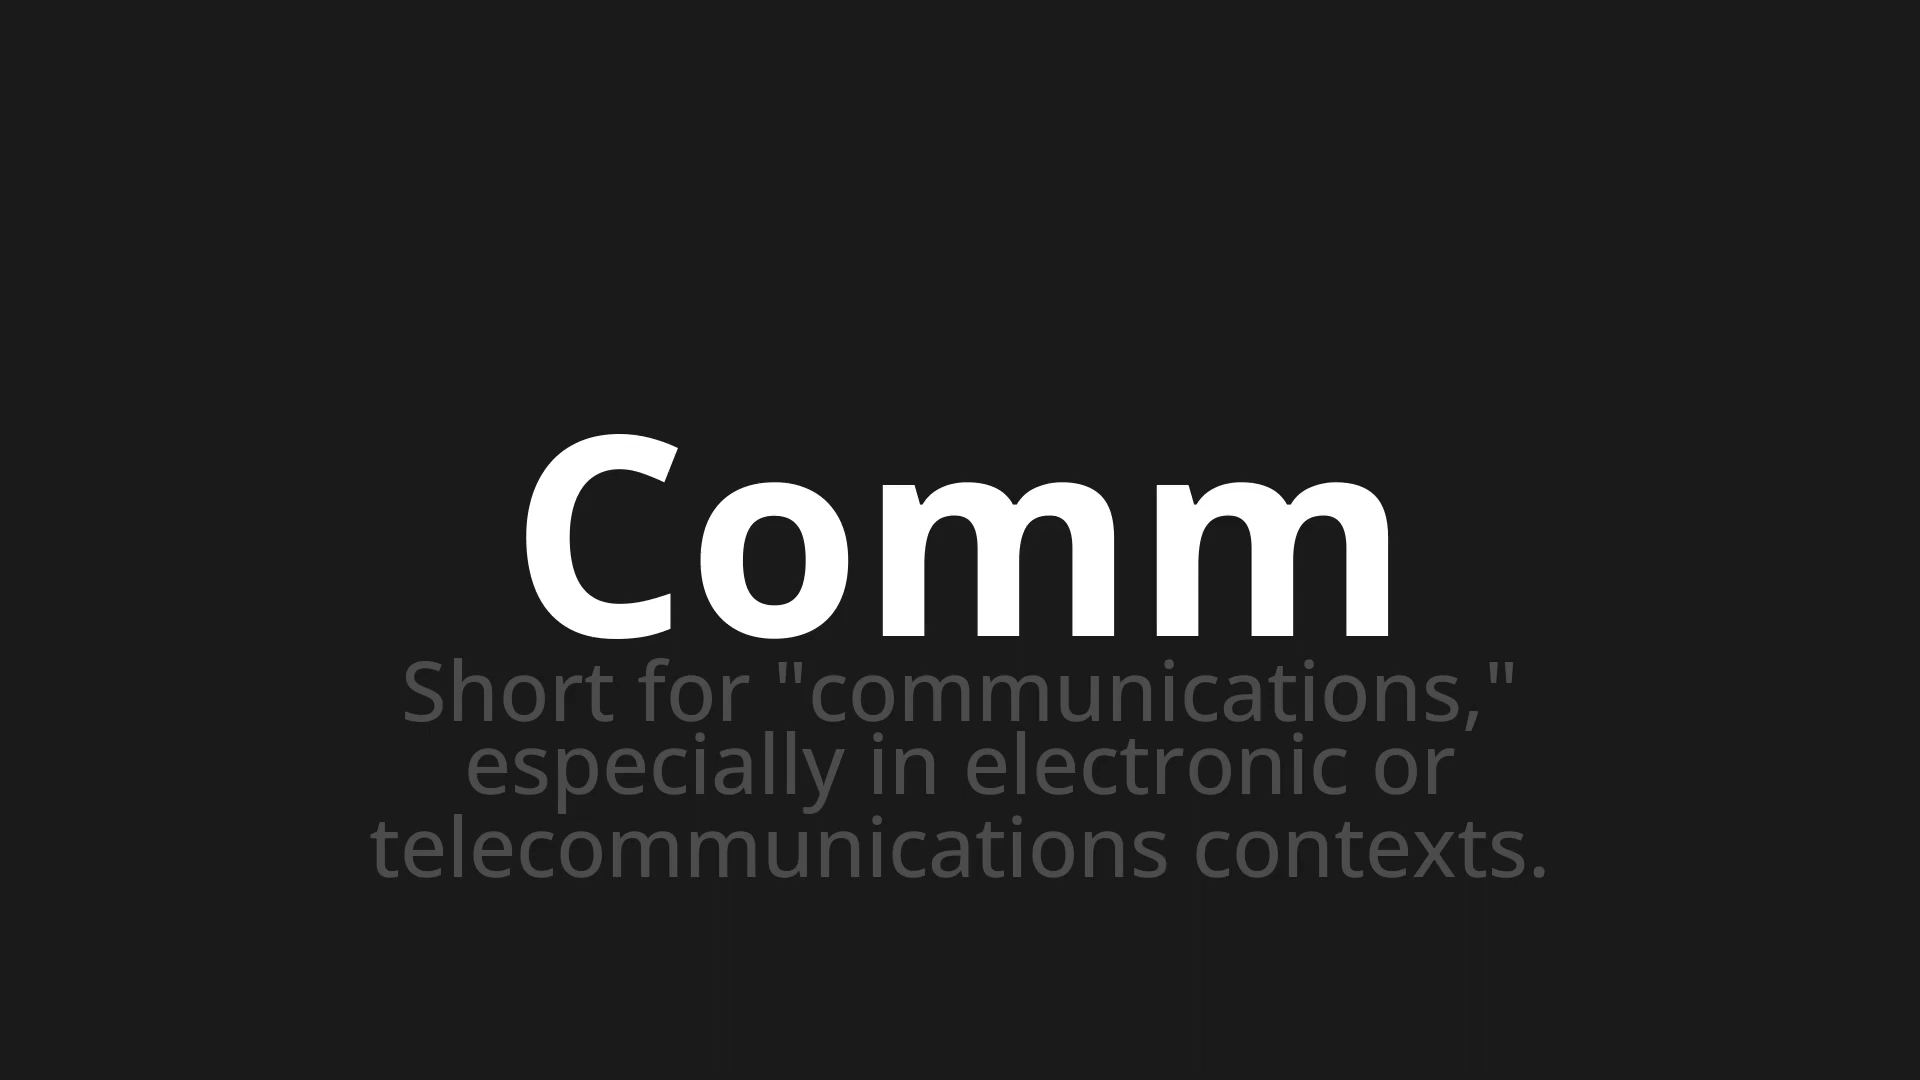 Comm
Short for "communications,"
especially in electronic or
telecommunications contexts.